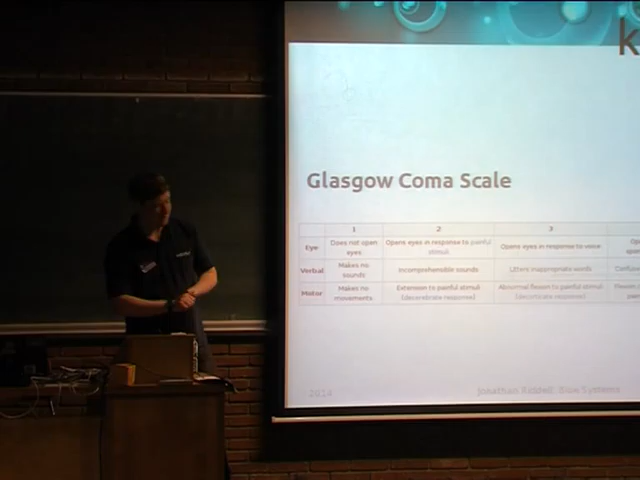 k
Glasgow Coma Scale
1 2 3
Eye Does not open eyes Opens eyes in response to painful stimuli Opens eyes in response to voice
Verbal Makes no sounds Incomprehensible sounds Utters inappropriate words
Motor Makes no movements Extension to painful stimuli (decerebrate response) Abnormal flexion to painful stimuli (decorticate response)
2014 Jonathan Riddell, Blue Systems